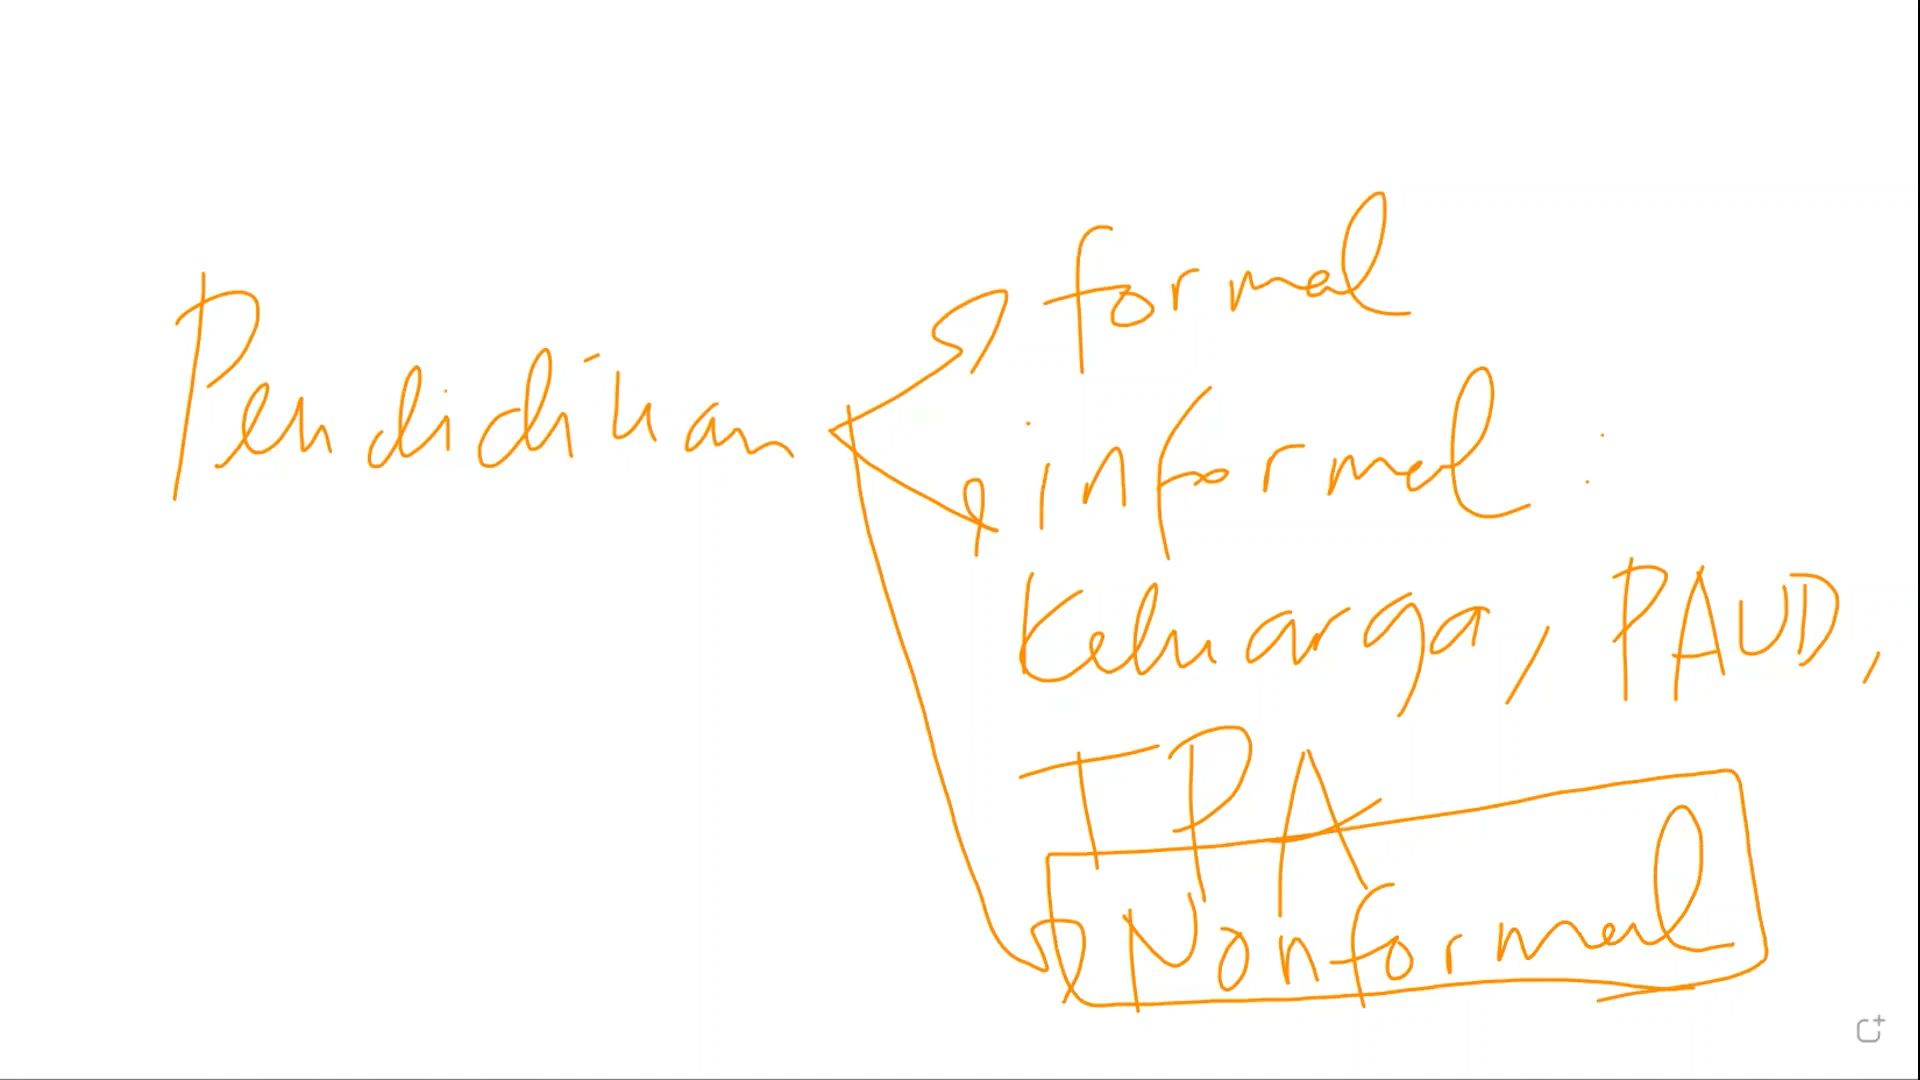 Pendidikan
formal
informal :
Keluarga, PAUD,
TPA
Nonformal